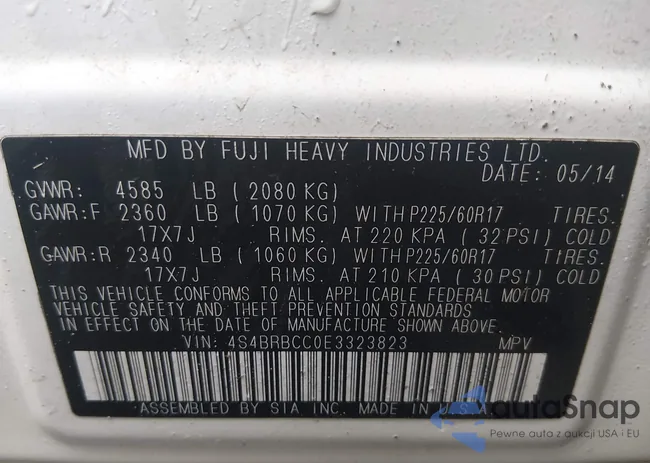 MFD BY FUJI HEAVY INDUSTRIES LTD.
DATE: 05/14
GVWR: 4585 LB (2080 KG)
GAWR:F 2360 LB (1070 KG) WITH P225/60R17 TIRES.
17X7J RIMS. AT 220 KPA (32 PSI) COLD
GAWR:R 2340 LB (1060 KG) WITH P225/60R17 TIRES.
17X7J RIMS. AT 210 KPA (30 PSI) COLD
THIS VEHICLE CONFORMS TO ALL APPLICABLE FEDERAL MOTOR
VEHICLE SAFETY AND THEFT PREVENTION STANDARDS
IN EFFECT ON THE DATE OF MANUFACTURE SHOWN ABOVE.
VIN: 4S4BRBCC0E3323823 MPV
ASSEMBLED BY SIA INC. MADE IN U.S.A.
autaSnap
Pewne auta z aukcji USA i EU